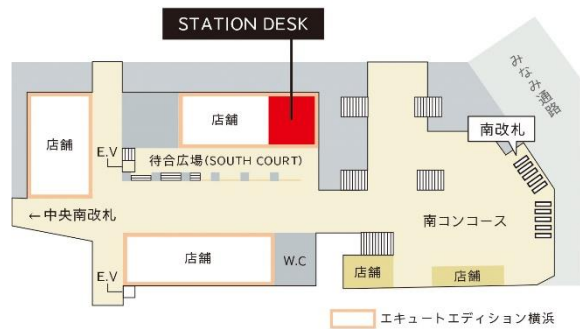 STATION DESK
みなみ通路
店舗
店舗
南改札
E.V
待合広場(SOUTH COURT)
←中央南改札
南コンコース
店舗
W.C
店舗
店舗
E.V
エキュートエディション横浜